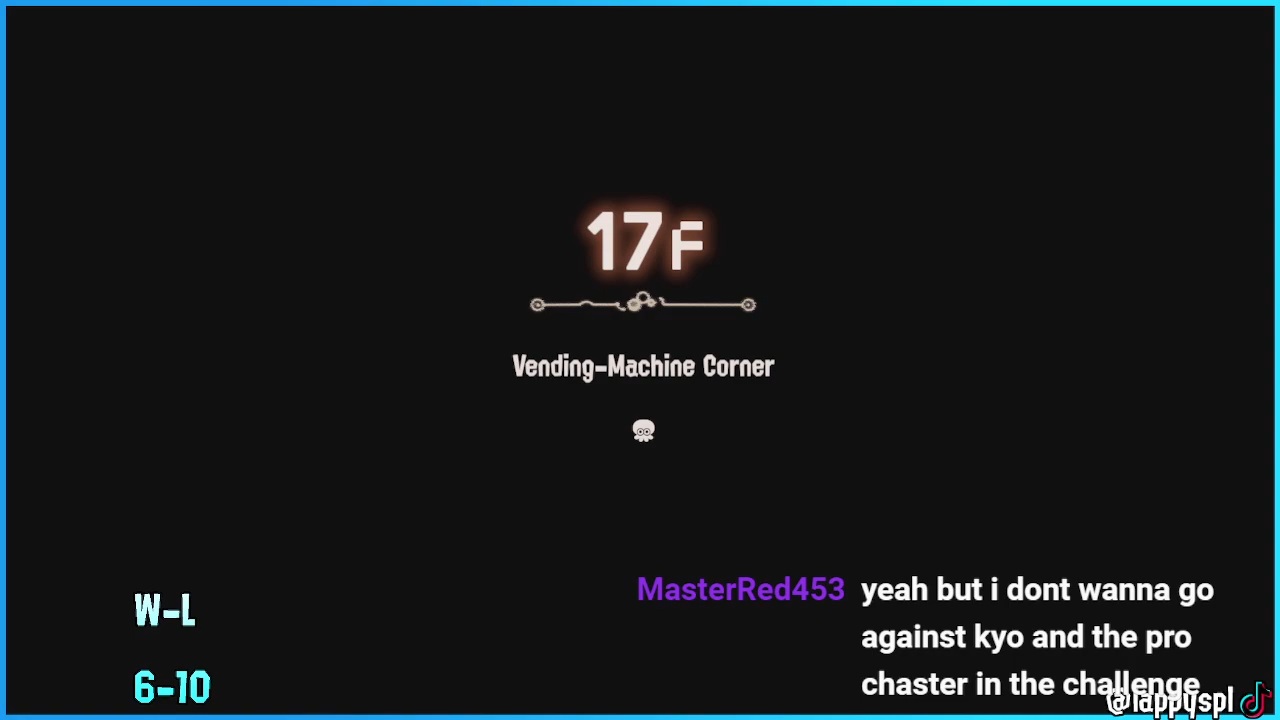 17F
Vending-Machine Corner
W-L
6-10
MasterRed453 yeah but i dont wanna go
against kyo and the pro
chaster in the challenge
@lappyspl